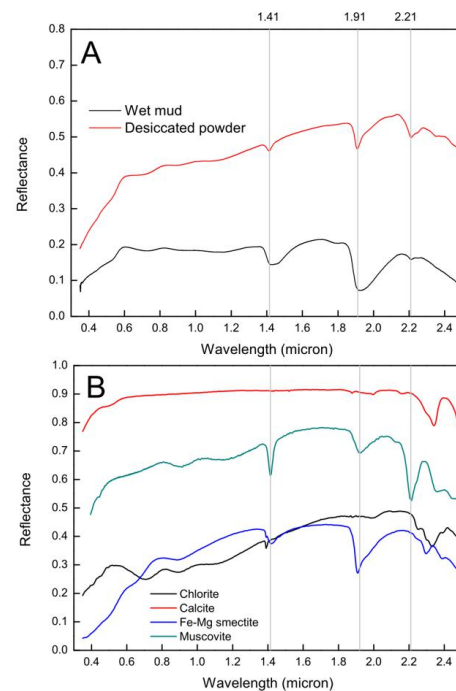 1.41 1.91 2.21
A
0.8
0.7
0.6
0.5
0.4
0.3
0.2
0.1
0.0
Reflectance
Wet mud
Desiccated powder
0.4 0.6 0.8 1.0 1.2 1.4 1.6 1.8 2.0 2.2 2.4
Wavelength (micron)
B
1.0
0.9
0.8
0.7
0.6
0.5
0.4
0.3
0.2
0.1
0.0
Reflectance
Chlorite
Calcite
Fe-Mg smectite
Muscovite
0.4 0.6 0.8 1.0 1.2 1.4 1.6 1.8 2.0 2.2 2.4
Wavelength (micron)